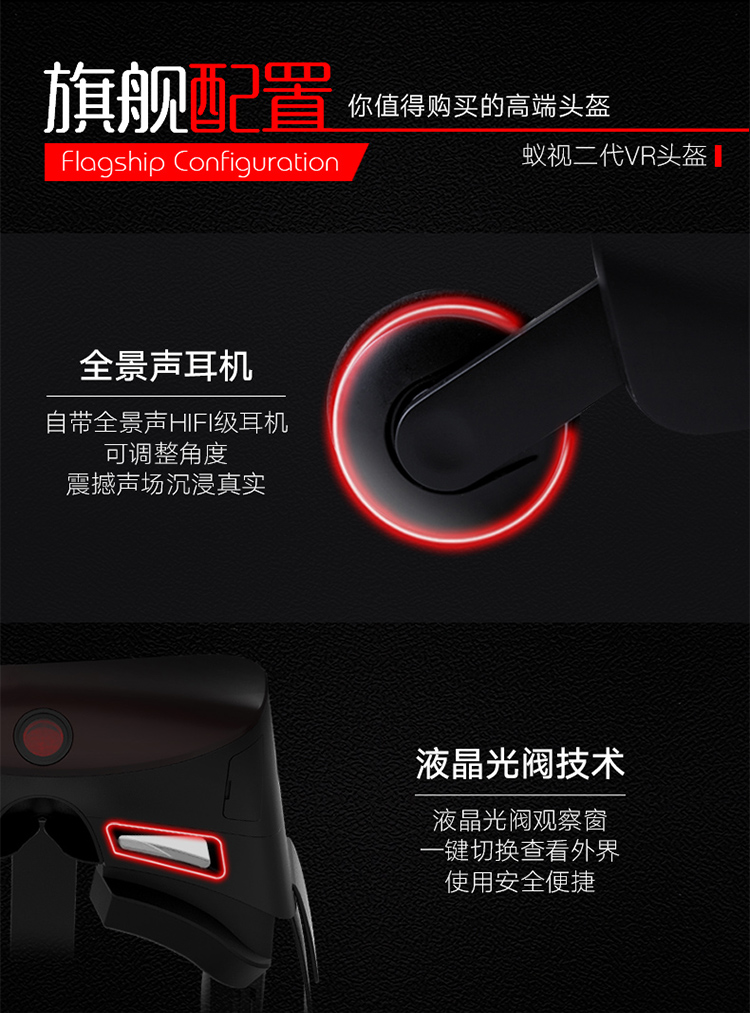 旗舰配置 你值得购买的高端头盔
Flagship Configuration
蚁视二代VR头盔
全景声耳机
自带全景声HIFI级耳机
可调整角度
震撼声场沉浸真实
液晶光阀技术
液晶光阀观察窗
一键切换查看外界
使用安全便捷